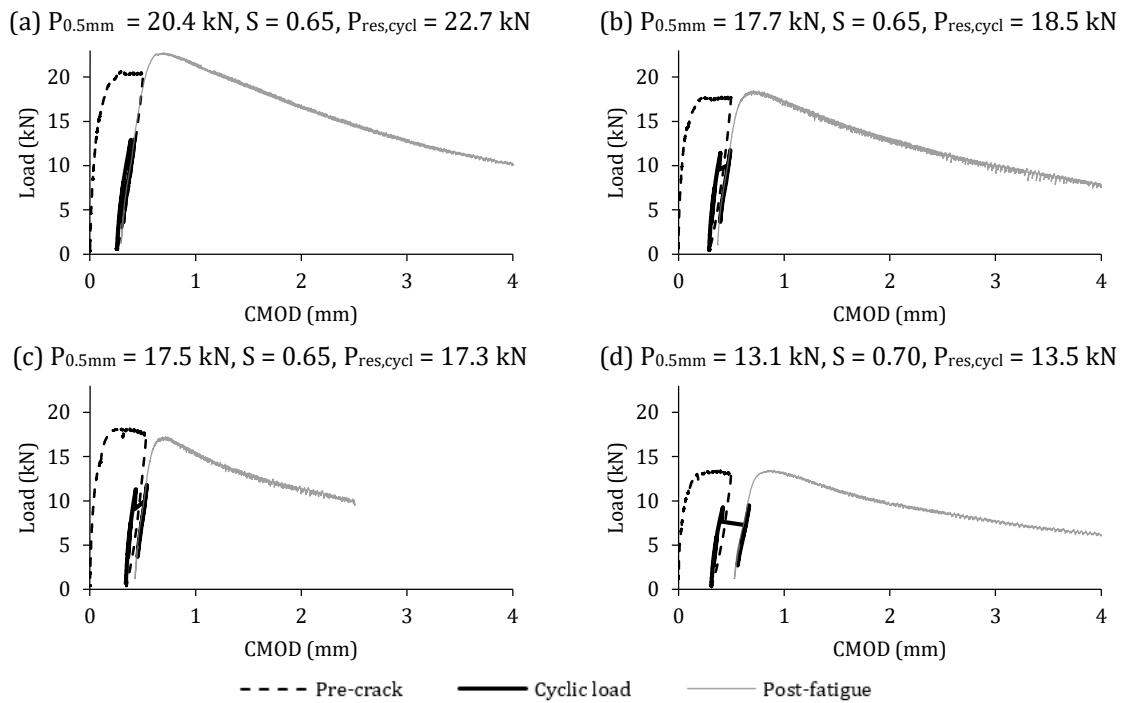 (a) P0.5mm = 20.4 kN, S = 0.65, Pres,cycl = 22.7 kN
Load (kN)
20
15
10
5
0
0 1 2 3 4
CMOD (mm)
(b) P0.5mm = 17.7 kN, S = 0.65, Pres,cycl = 18.5 kN
Load (kN)
20
15
10
5
0
0 1 2 3 4
CMOD (mm)
(c) P0.5mm = 17.5 kN, S = 0.65, Pres,cycl = 17.3 kN
Load (kN)
20
15
10
5
0
0 1 2 3 4
CMOD (mm)
(d) P0.5mm = 13.1 kN, S = 0.70, Pres,cycl = 13.5 kN
Load (kN)
20
15
10
5
0
0 1 2 3 4
CMOD (mm)
Pre-crack Cyclic load Post-fatigue